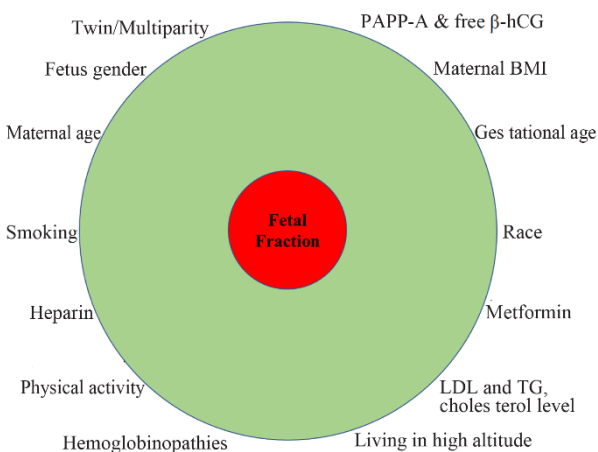 Twin/Multiparity
PAPP-A & free β-hCG
Fetus gender
Maternal BMI
Maternal age
Ges tational age
Fetal
Fraction
Smoking
Race
Heparin
Metformin
Physical activity
LDL and TG,
choles terol level
Hemoglobinopathies
Living in high altitude